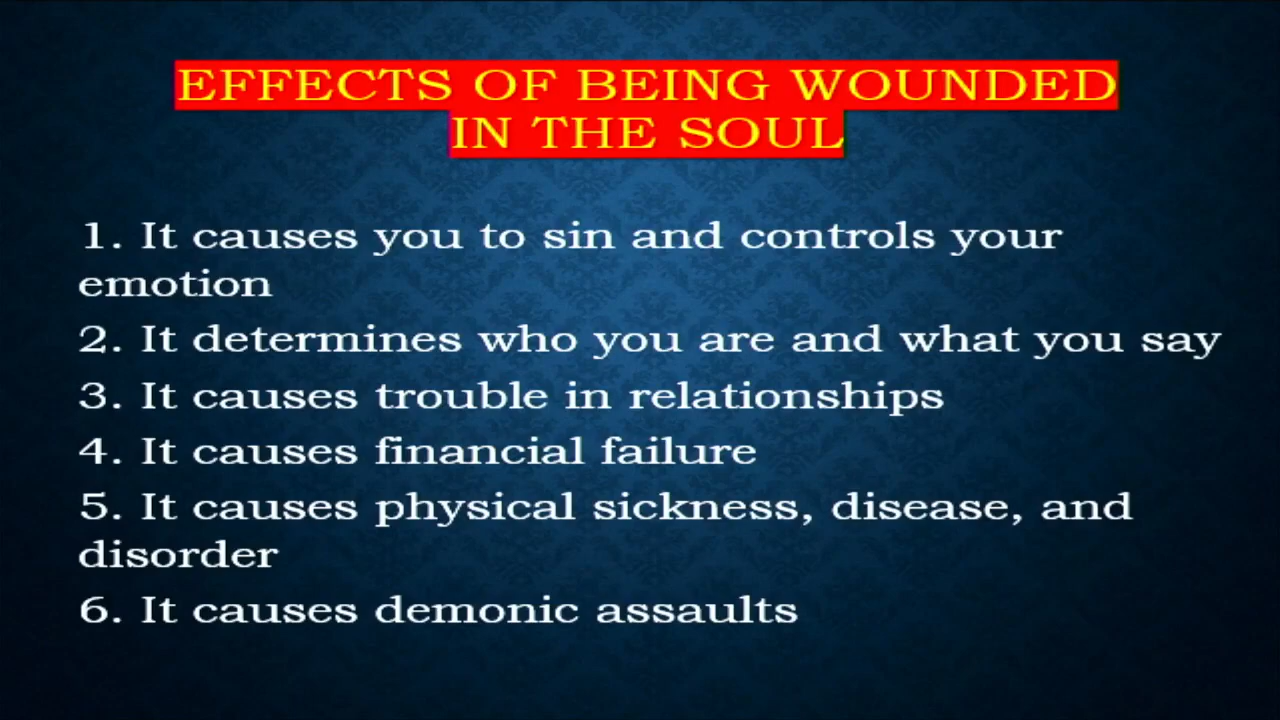 EFFECTS OF BEING WOUNDED
IN THE SOUL
1. It causes you to sin and controls your
emotion
2. It determines who you are and what you say
3. It causes trouble in relationships
4. It causes financial failure
5. It causes physical sickness, disease, and
disorder
6. It causes demonic assaults